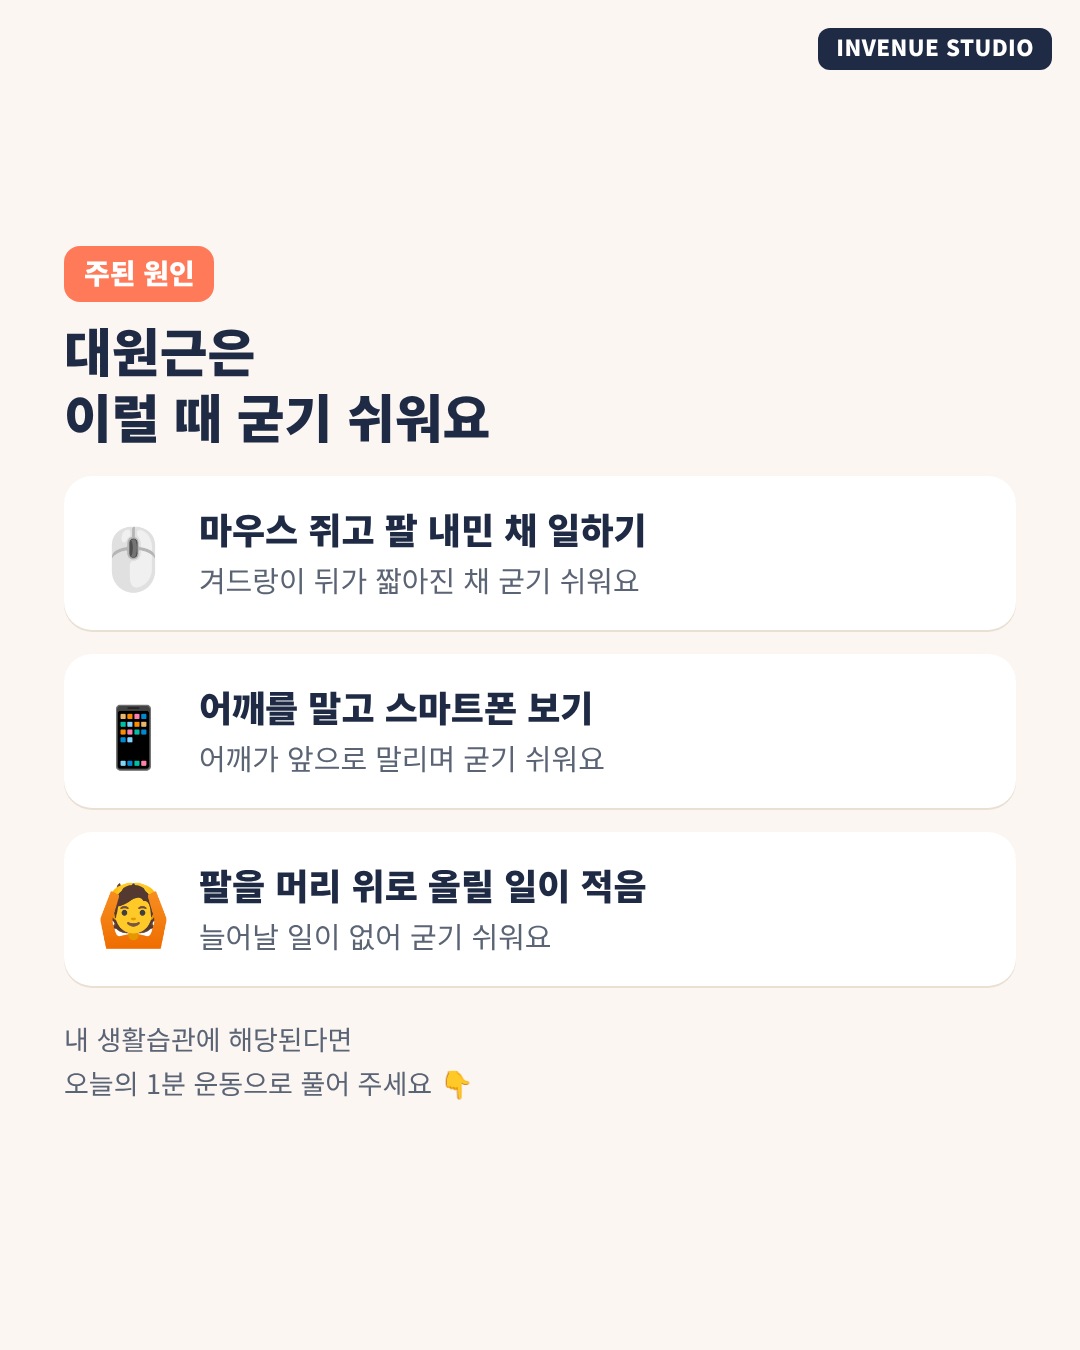 INVENUE STUDIO
주된 원인
대원근은
이럴 때 굳기 쉬워요
마우스 쥐고 팔 내민 채 일하기
겨드랑이 뒤가 짧아진 채 굳기 쉬워요
어깨를 말고 스마트폰 보기
어깨가 앞으로 말리며 굳기 쉬워요
팔을 머리 위로 올릴 일이 적음
늘어날 일이 없어 굳기 쉬워요
내 생활습관에 해당된다면
오늘의 1분 운동으로 풀어 주세요 👇